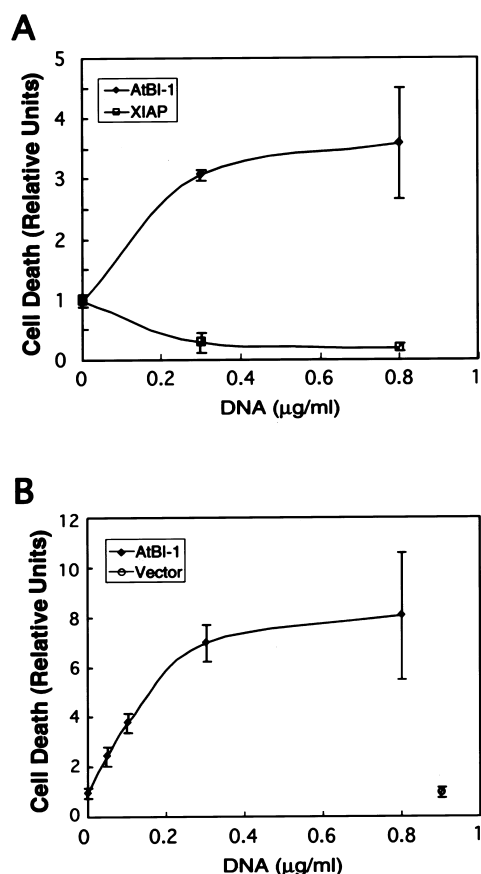 A
Cell Death (Relative Units)
5
4
3
2
1
0
AtBI-1
XIAP
0 0.2 0.4 0.6 0.8 1
DNA (μg/ml)
B
Cell Death (Relative Units)
12
10
8
6
4
2
0
AtBI-1
Vector
0 0.2 0.4 0.6 0.8 1
DNA (μg/ml)